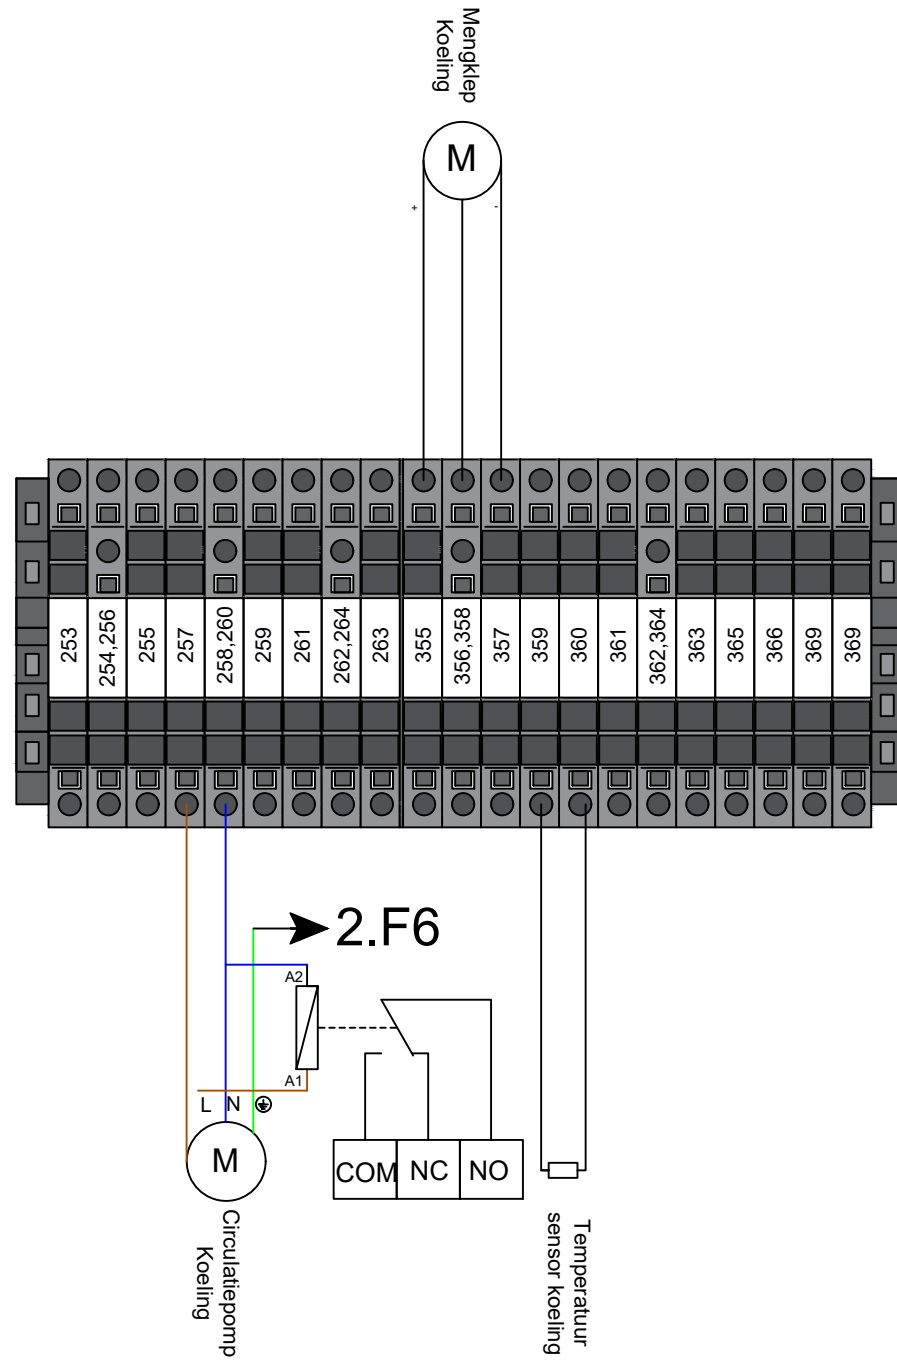 Mengklep
Koeling
M
+
-
253
254,256
255
257
258,260
259
261
262,264
263
355
356,358
357
359
360
361
362,364
363
365
366
369
369
2.F6
A2
A1
L N
M
COM NC NO
Circulatiepomp
Koeling
Temperatuur
sensor koeling